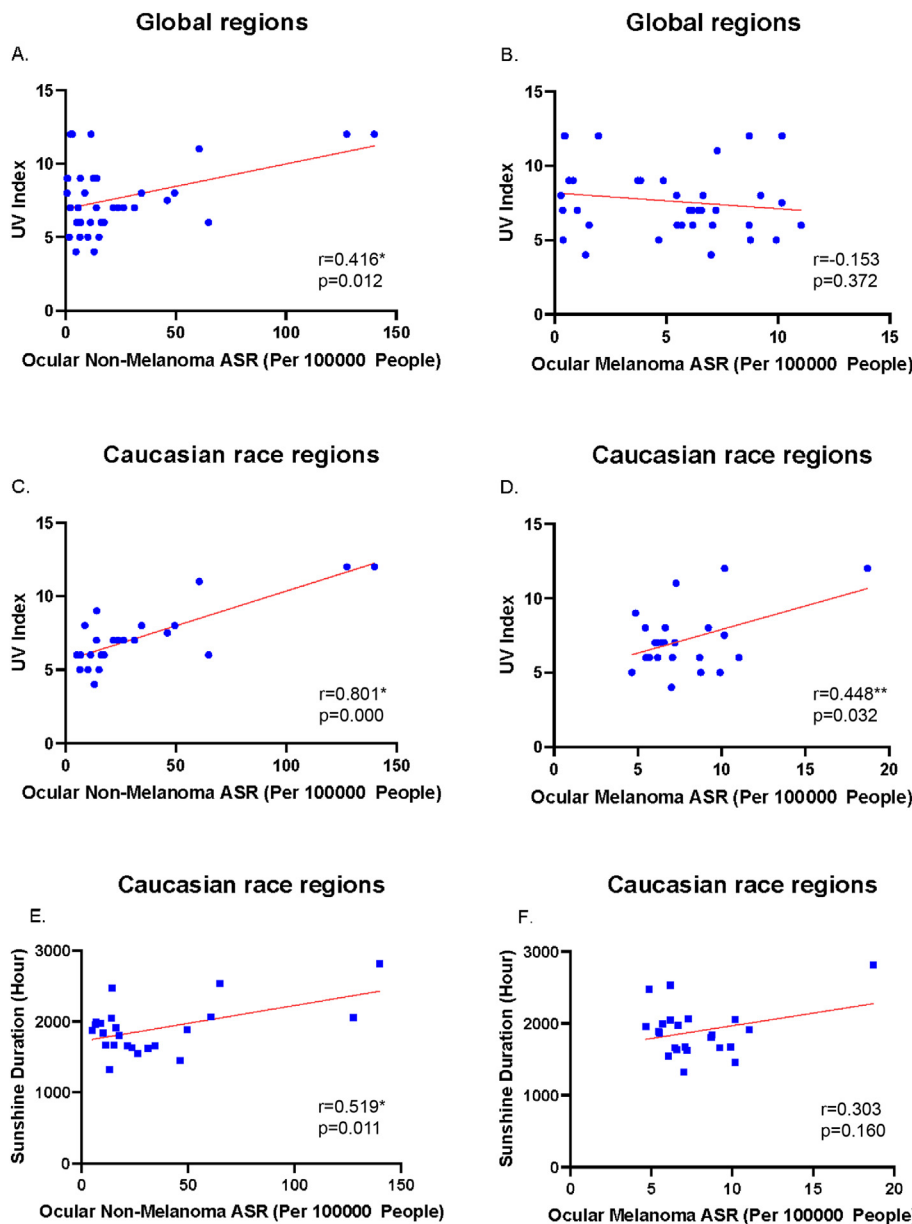 Global regions
A.
15
10
5
0
UV Index
0
50
100
150
Ocular Non-Melanoma ASR (Per 100000 People)
r=0.416*
p=0.012
Global regions
B.
15
10
5
0
UV Index
0
5
10
15
Ocular Melanoma ASR (Per 100000 People)
r=-0.153
p=0.372
Caucasian race regions
C.
15
10
5
0
UV Index
0
50
100
150
Ocular Non-Melanoma ASR (Per 100000 People)
r=0.801*
p=0.000
Caucasian race regions
D.
15
10
5
0
UV Index
0
5
10
15
20
Ocular Melanoma ASR (Per 100000 People)
r=0.448**
p=0.032
Caucasian race regions
E.
3000
2000
1000
0
Sunshine Duration (Hour)
0
50
100
150
Ocular Non-Melanoma ASR (Per 100000 People)
r=0.519*
p=0.011
Caucasian race regions
F.
3000
2000
1000
0
Sunshine Duration (Hour)
0
5
10
15
20
Ocular Melanoma ASR (Per 100000 People
r=0.303
p=0.160